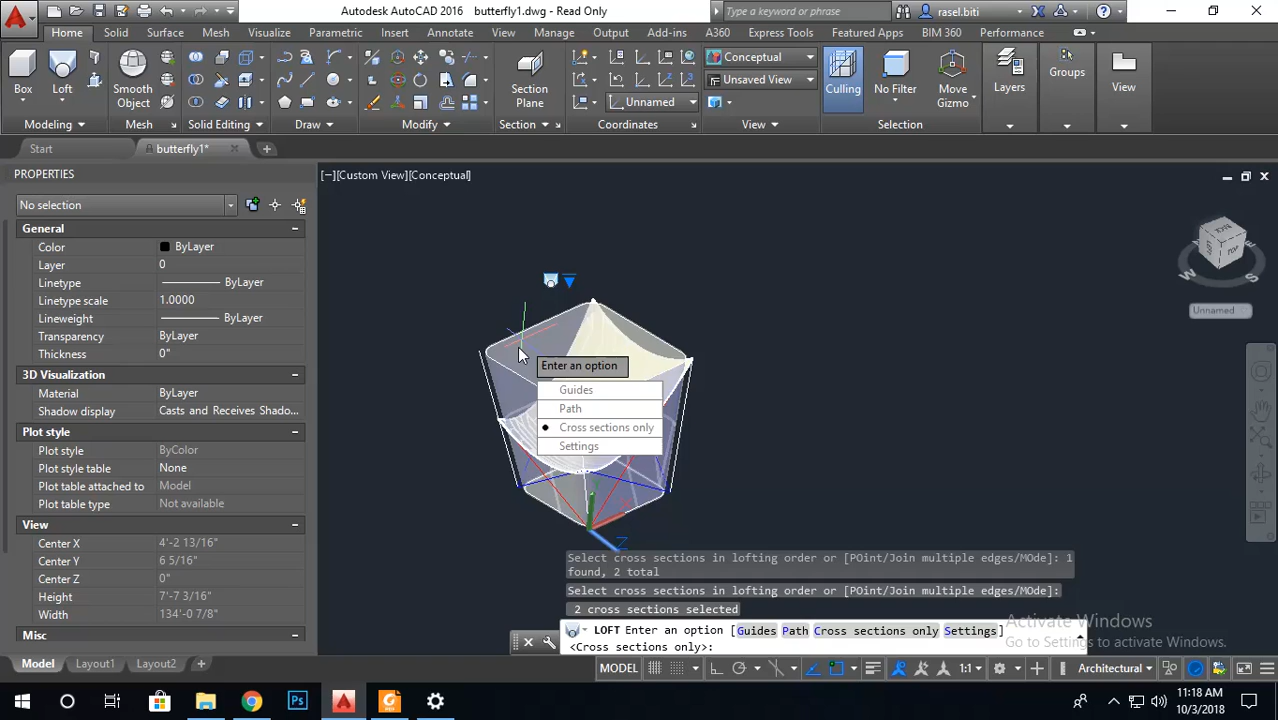 Autodesk AutoCAD 2016 butterfly1.dwg - Read Only
Type a keyword or phrase
rasel.biti
Home Solid Surface Mesh Visualize Parametric Insert Annotate View Manage Output Add-ins A360 Express Tools Featured Apps BIM 360 Performance
Conceptual
Unsaved View
Unnamed
Box Loft Smooth Object Section Plane Culling No Filter Move Gizmo Layers Groups View
Modeling Mesh Solid Editing Draw Modify Section Coordinates View Selection
Start butterfly1*
PROPERTIES
[−][Custom View][Conceptual]
No selection
General
Color ByLayer
Layer 0
Linetype ByLayer
Linetype scale 1.0000
Lineweight ByLayer
Transparency ByLayer
Thickness 0"
3D Visualization
Material ByLayer
Shadow display Casts and Receives Shado...
Plot style
Plot style ByColor
Plot style table None
Plot table attached to Model
Plot table type Not available
View
Center X 4'-2 13/16"
Center Y 6 5/16"
Center Z 0"
Height 7'-7 3/16"
Width 134'-0 7/8"
Misc
TOP
W
S
Unnamed
Enter an option
Guides
Path
Cross sections only
Settings
X
Z
Select cross sections in lofting order or [POint/Join multiple edges/MOde]: 1
found, 2 total
Select cross sections in lofting order or [POint/Join multiple edges/MOde]:
2 cross sections selected
LOFT Enter an option [Guides Path Cross sections only Settings]
<Cross sections only>:
Activate Windows
Go to Settings to activate Windows.
Model Layout1 Layout2
MODEL 1:1 Architectural
11:18 AM
10/3/2018